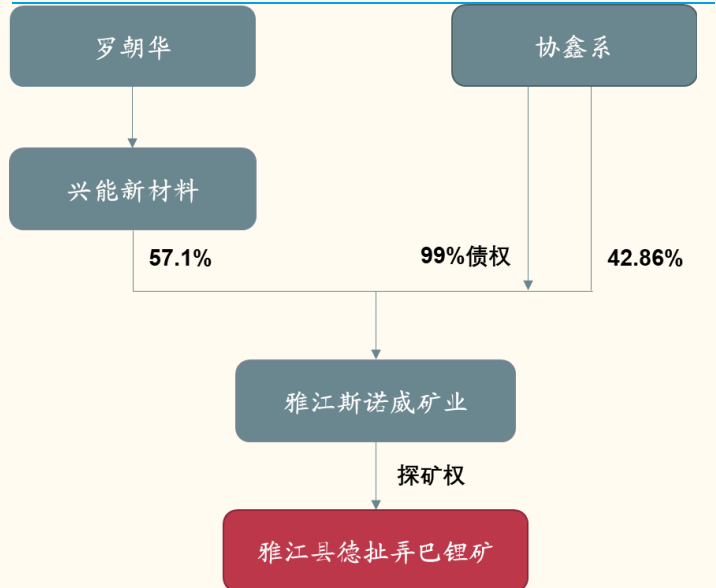 罗朝华
协鑫系
兴能新材料
57.1%
99%债权
42.86%
雅江斯诺威矿业
探矿权
雅江县德扯弄巴锂矿